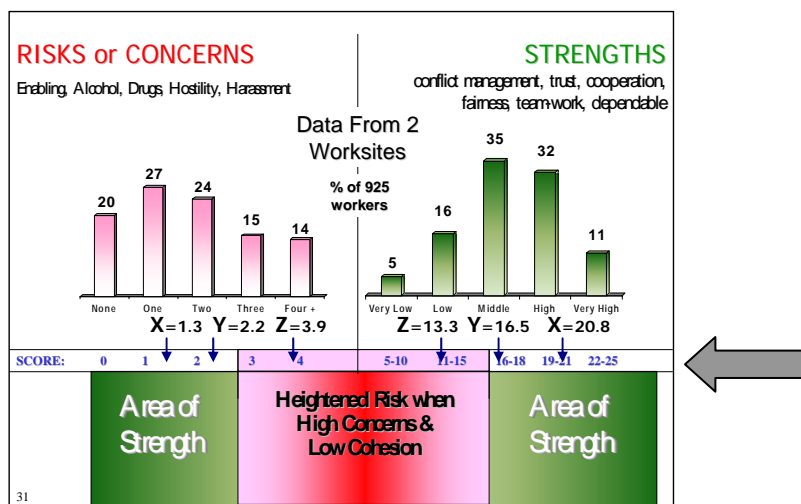 RISKS or CONCERNS
Enabling, Alcohol, Drugs, Hostility, Harassment
STRENGTHS
conflict management, trust, cooperation,
fairness, team-work, dependable
Data From 2
Worksites
% of 925
workers
20 27 24 15 14
None One Two Three Four +
X=1.3 Y=2.2 Z=3.9
5 16 35 32 11
Very Low Low Middle High Very High
Z=13.3 Y=16.5 X=20.8
SCORE: 0 1 2 3 4 5-10 11-15 16-18 19-21 22-25
Area of
Strength
Heightened Risk when
High Concerns &
Low Cohesion
Area of
Strength
31